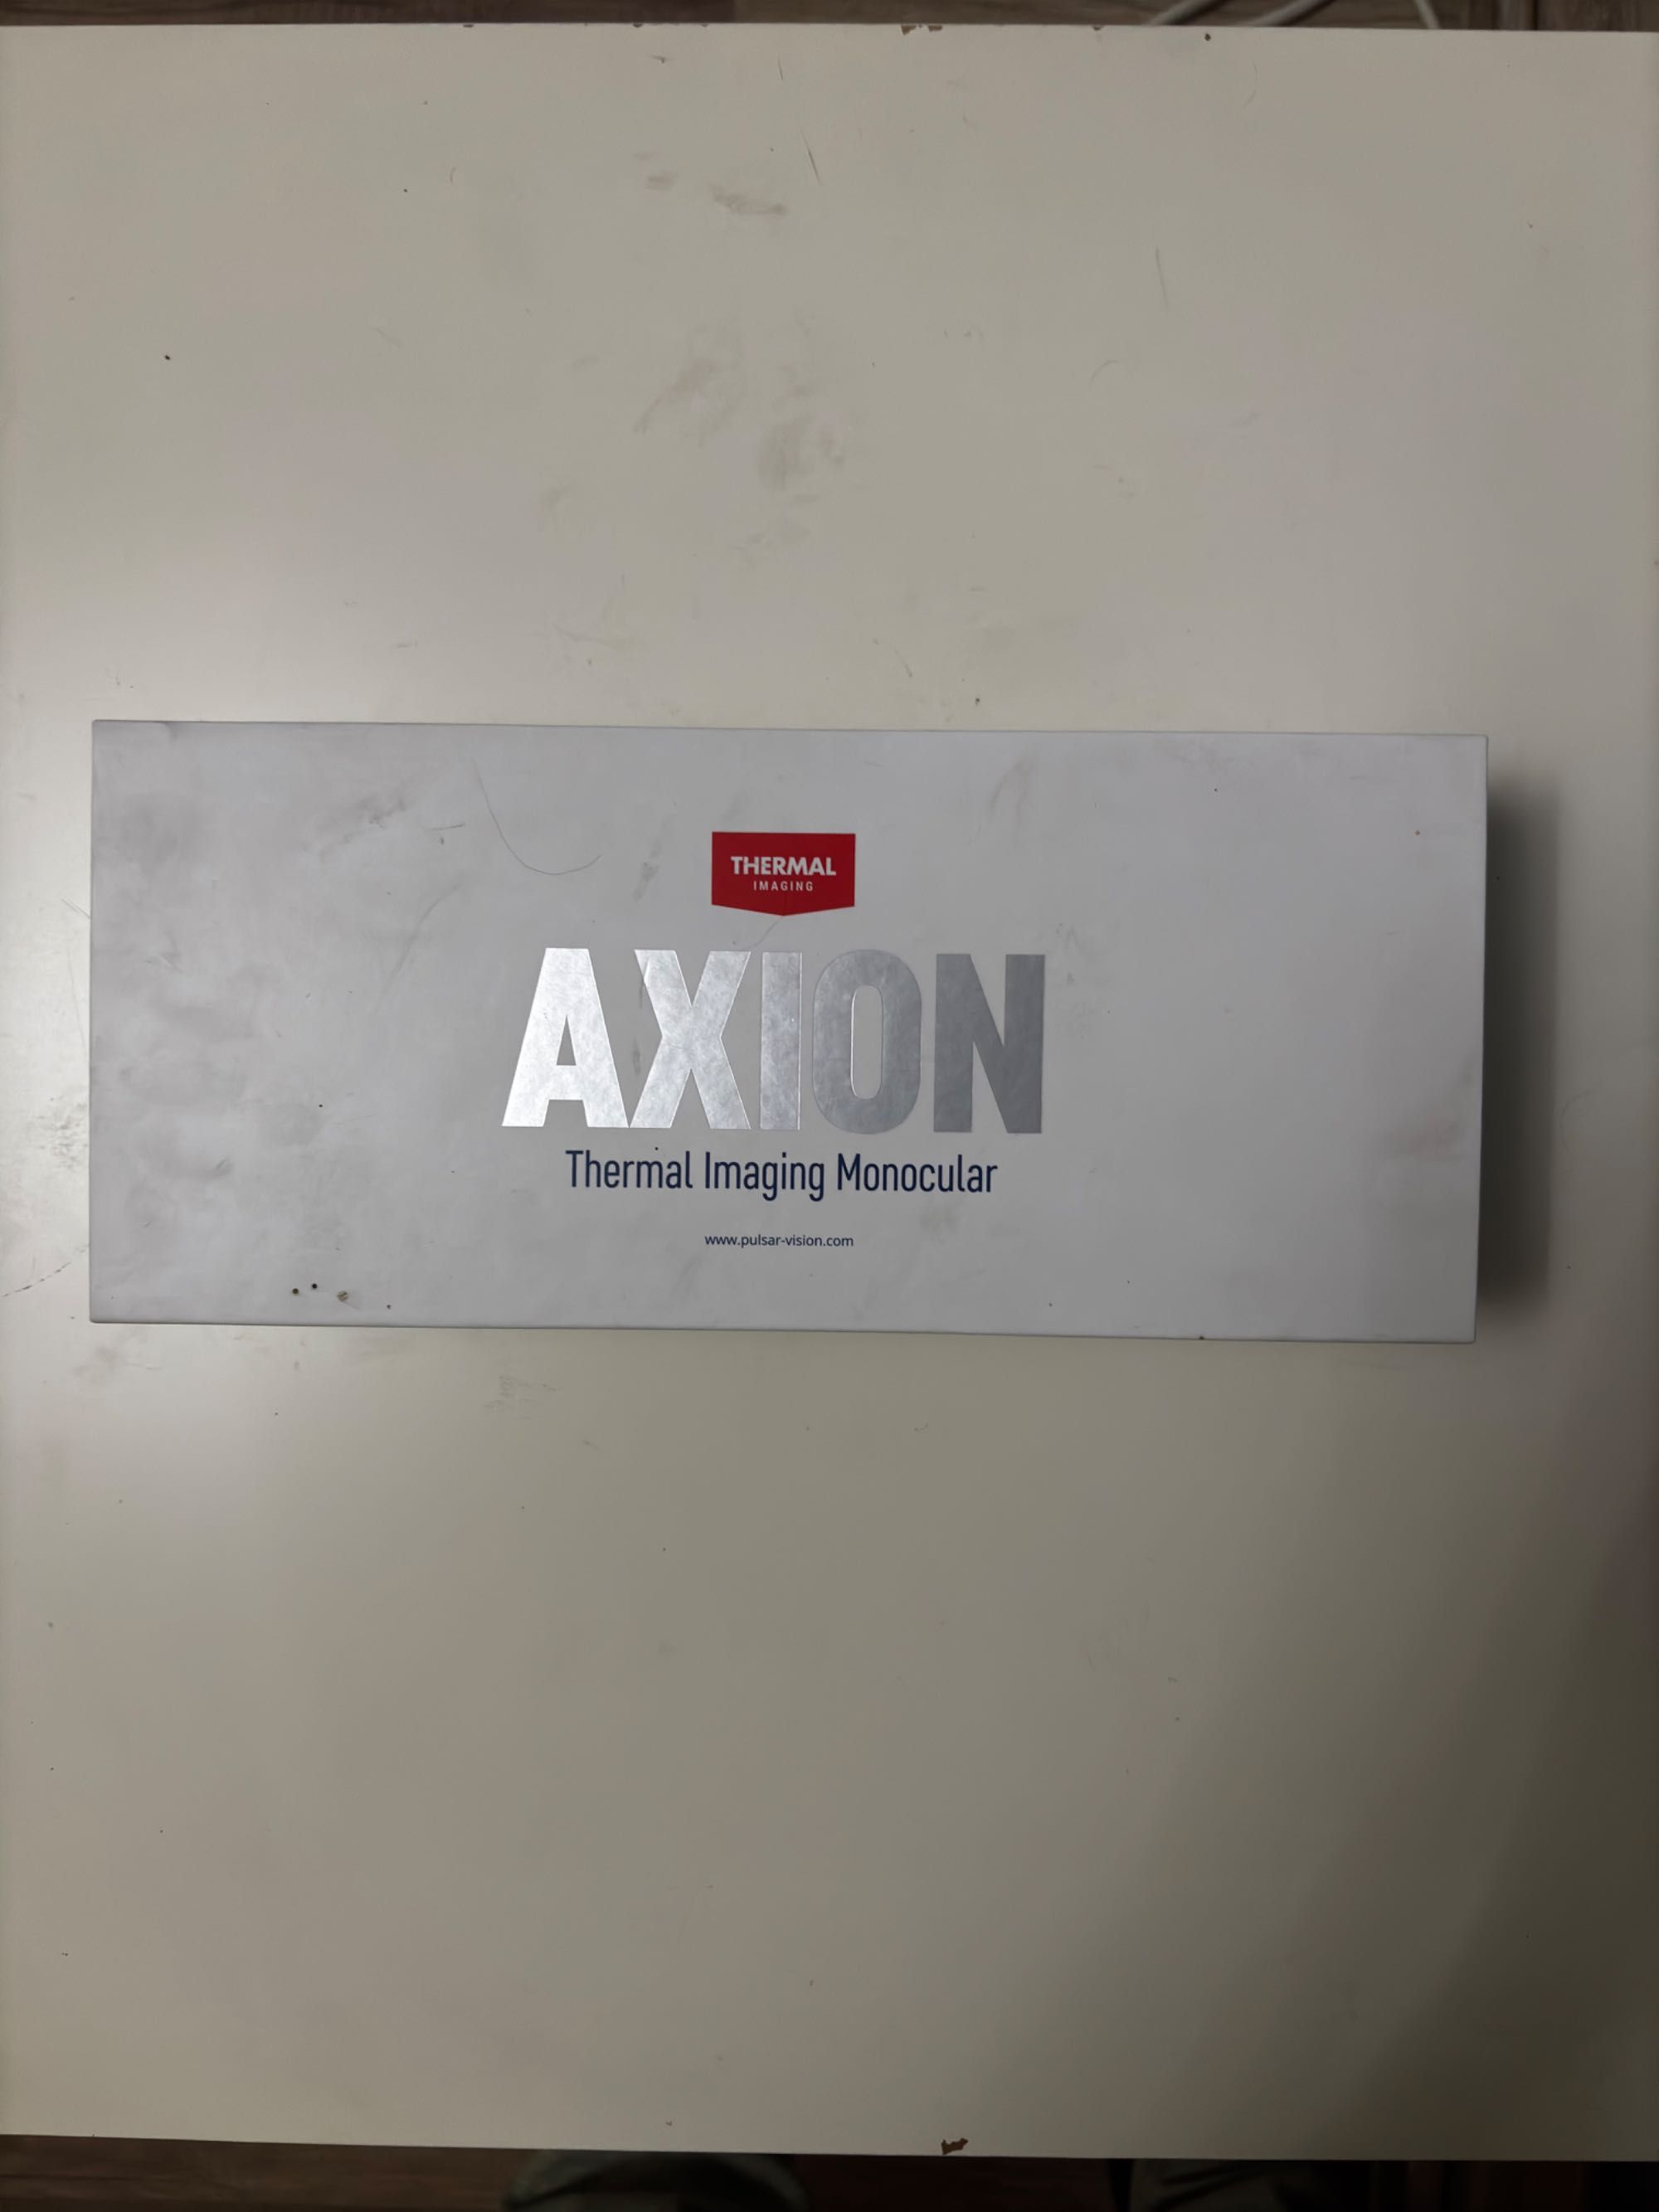 THERMAL
IMAGING
AXION
Thermal Imaging Monocular
www.pulsar-vision.com